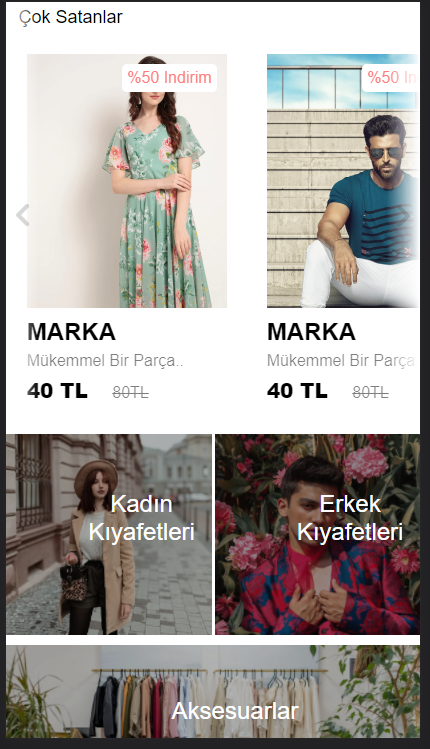 Çok Satanlar
%50 Indirim
%50 In
MARKA
MARKA
Mükemmel Bir Parça..
Mükemmel Bir Parça
40 TL 80TL
40 TL 80TL
Kadın
Kıyafetleri
Erkek
Kıyafetleri
Aksesuarlar